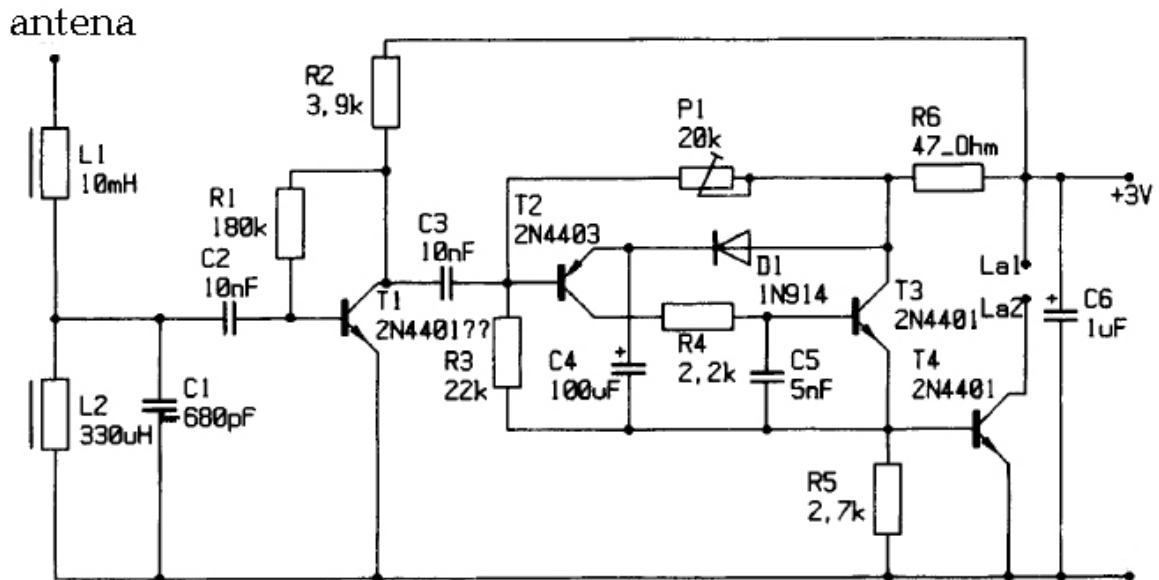 antena
L1
10mH
L2
330uH
C1
680pF
C2
10nF
R1
180k
R2
3,9k
T1
2N4401??
C3
10nF
T2
2N4403
R3
22k
C4
100uF
+
P1
20k
D1
1N914
R4
2,2k
C5
5nF
R6
47_Ohm
T3
2N4401
T4
2N4401
R5
2,7k
La1
La2
+3V
+
C6
1uF